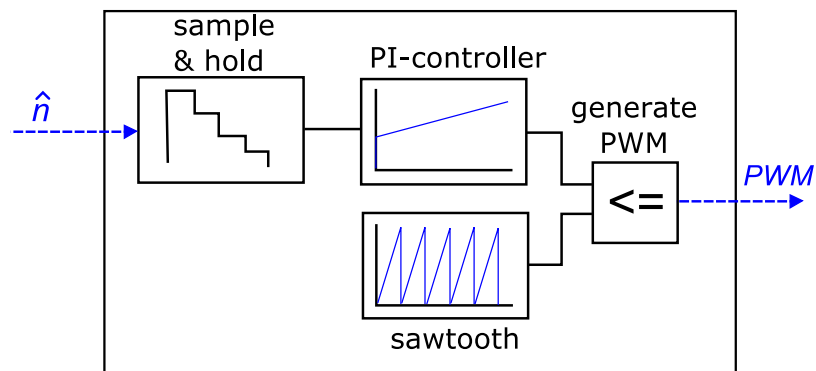 sample
& hold
PI-controller
generate
PWM
n̂
<=
PWM
sawtooth